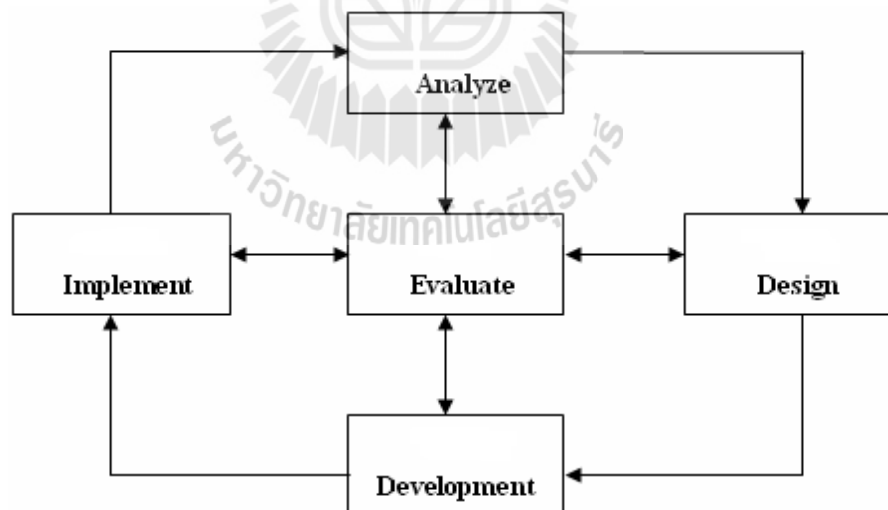 Analyze
มหาวิทยาลัยเทคโนโลยีสุรนารี
Implement
Evaluate
Design
Development